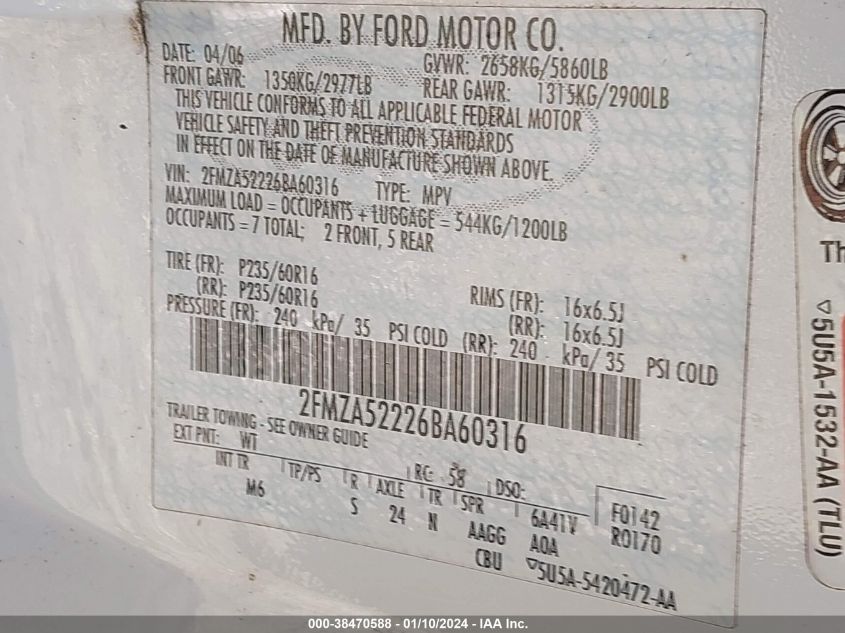 MFD. BY FORD MOTOR CO.
DATE: 04/06 GVWR: 2658KG/5860LB
FRONT GAWR: 1350KG/2977LB REAR GAWR: 1315KG/2900LB
THIS VEHICLE CONFORMS TO ALL APPLICABLE FEDERAL MOTOR
VEHICLE SAFETY AND THEFT PREVENTION STANDARDS
IN EFFECT ON THE DATE OF MANUFACTURE SHOWN ABOVE.
VIN: 2FMZA52226BA60316 TYPE: MPV
MAXIMUM LOAD = OCCUPANTS + LUGGAGE = 544KG/1200LB
OCCUPANTS = 7 TOTAL; 2 FRONT, 5 REAR
TIRE (FR): P235/60R16 RIMS (FR): 16x6.5J
(RR): P235/60R16 (RR): 16x6.5J
PRESSURE (FR): 240 kPa/ 35 PSI COLD (RR): 240 kPa/ 35 PSI COLD
2FMZA52226BA60316
TRAILER TOWING - SEE OWNER GUIDE
EXT PNT: WT RC: 58 DSO: F0142
INT TR TP/PS R AXLE TR SPR 6A41V R0170
M6 S 24 N AAGG A0A
CBU ▽5U5A-5420472-AA
Th
▽5U5A-1532-AA (TLU)
000-38470588 - 01/10/2024 - IAA Inc.